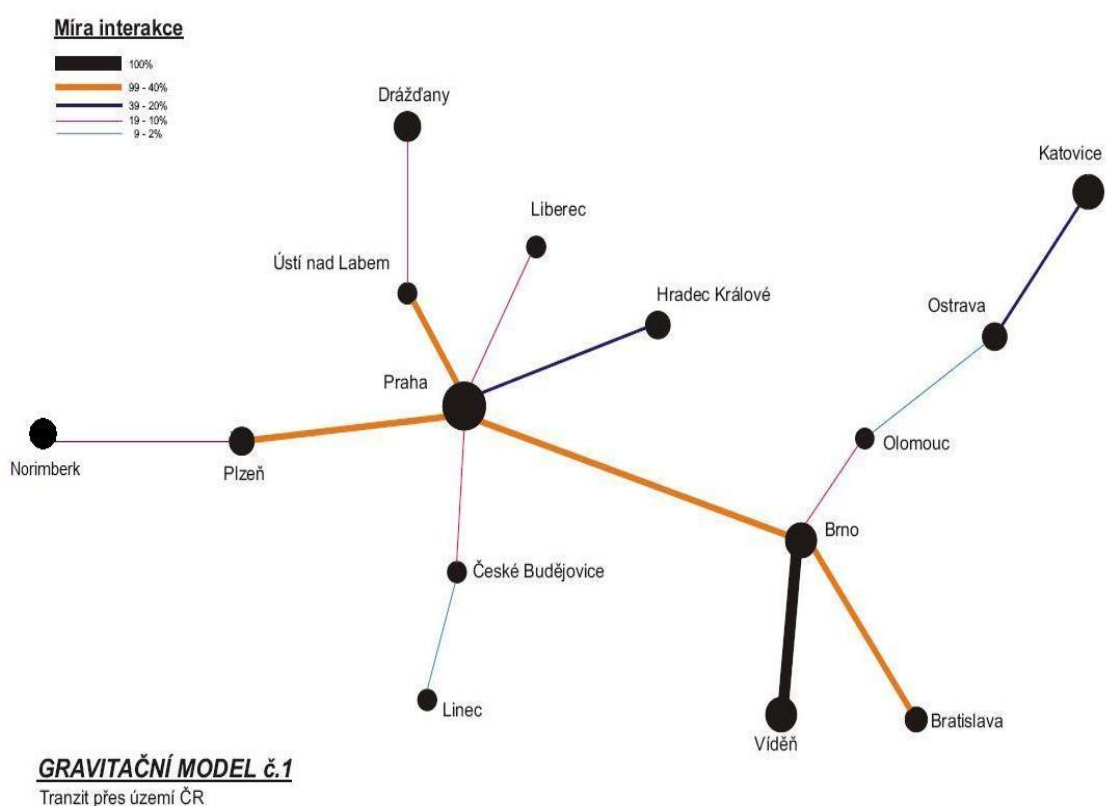 Míra interakce
100%
99 - 40%
39 - 20%
19 - 10%
9 - 2%
Drážďany
Katovice
Liberec
Ústí nad Labem
Hradec Králové
Ostrava
Praha
Norimberk
Plzeň
Olomouc
Brno
České Budějovice
Linec
Víděň
Bratislava
GRAVITAČNÍ MODEL č.1
Tranzit přes území ČR